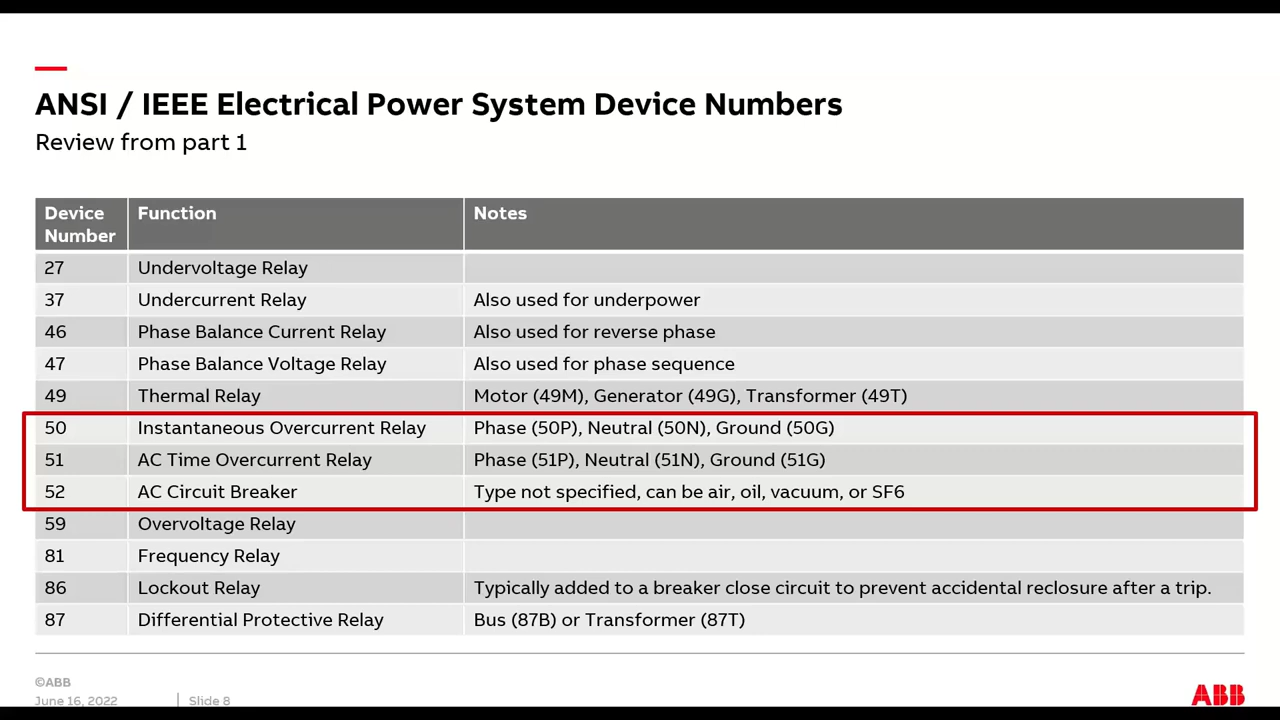 ANSI / IEEE Electrical Power System Device Numbers
Review from part 1
Device Number Function Notes
27 Undervoltage Relay
37 Undercurrent Relay Also used for underpower
46 Phase Balance Current Relay Also used for reverse phase
47 Phase Balance Voltage Relay Also used for phase sequence
49 Thermal Relay Motor (49M), Generator (49G), Transformer (49T)
50 Instantaneous Overcurrent Relay Phase (50P), Neutral (50N), Ground (50G)
51 AC Time Overcurrent Relay Phase (51P), Neutral (51N), Ground (51G)
52 AC Circuit Breaker Type not specified, can be air, oil, vacuum, or SF6
59 Overvoltage Relay
81 Frequency Relay
86 Lockout Relay Typically added to a breaker close circuit to prevent accidental reclosure after a trip.
87 Differential Protective Relay Bus (87B) or Transformer (87T)
©ABB
June 16, 2022 Slide 8
ABB